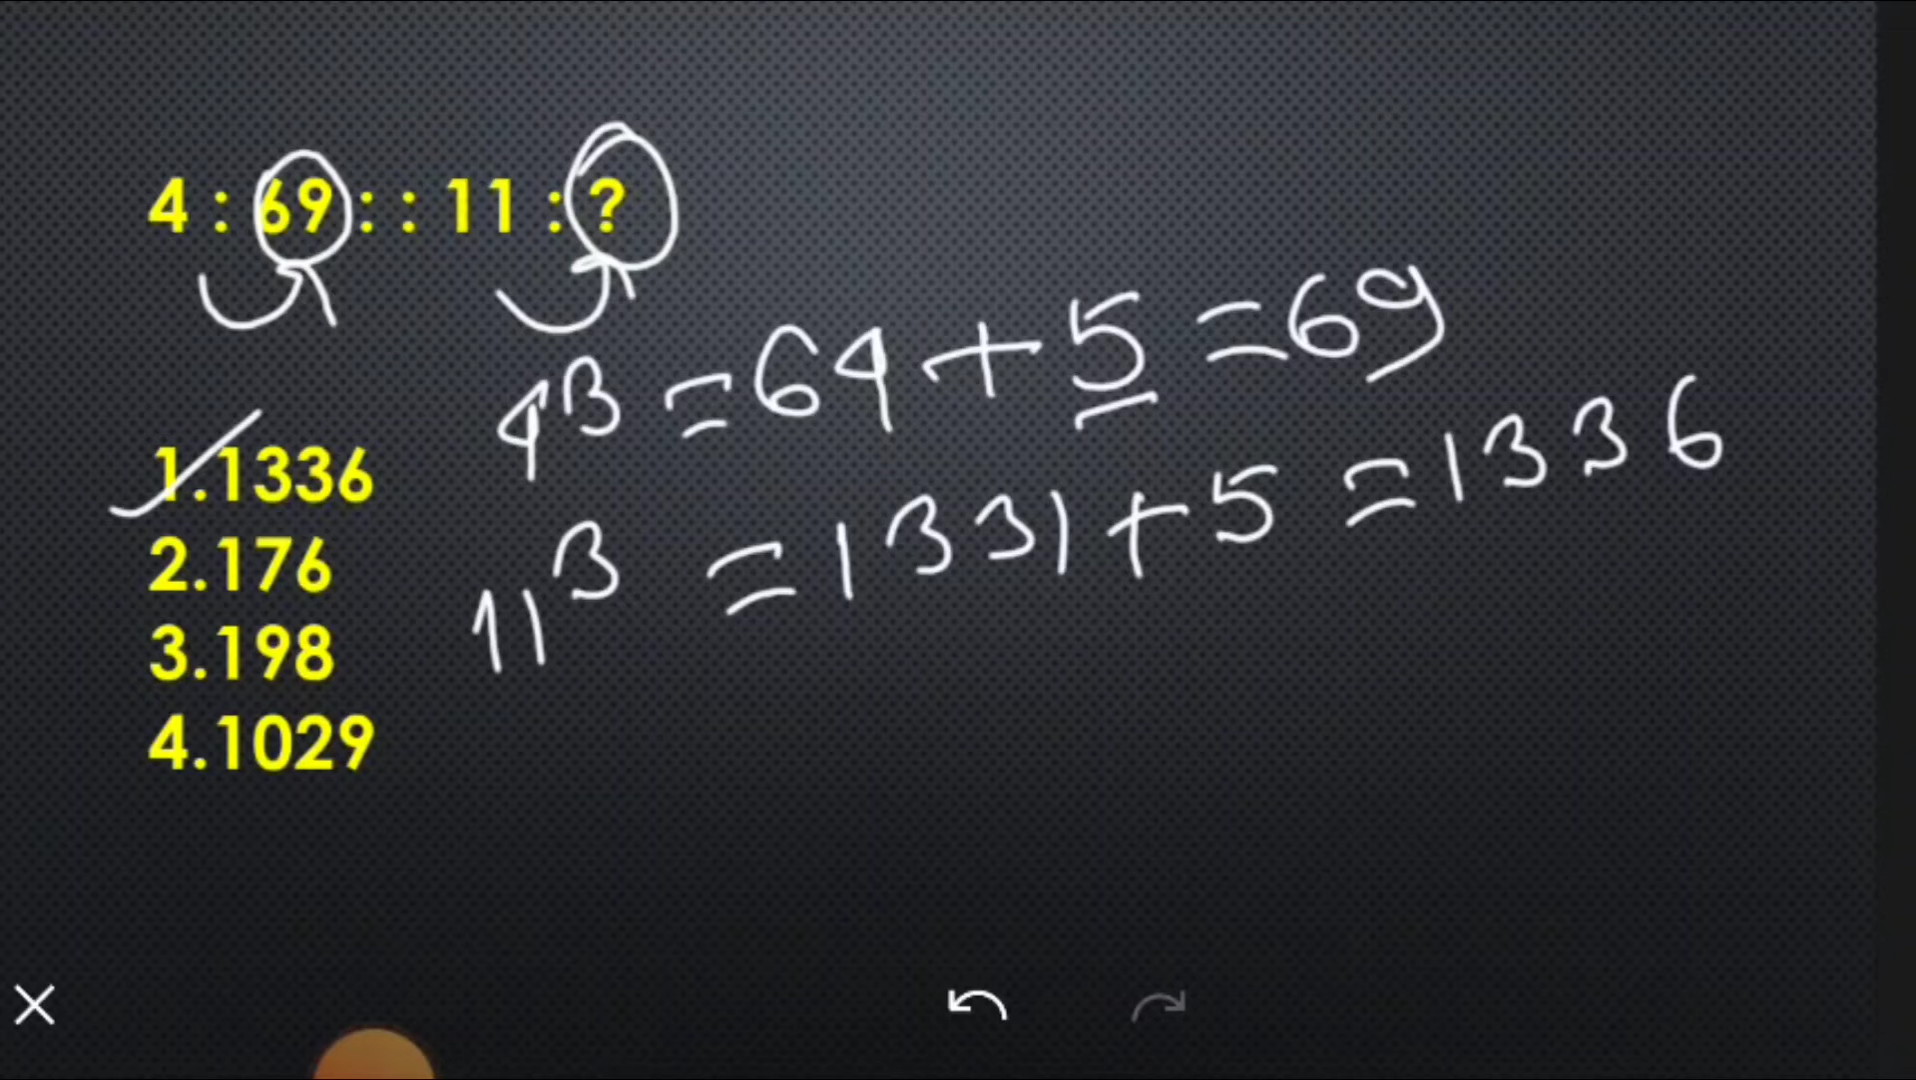 4 : 69 : : 11 : ?
4³ = 64 + 5 = 69
1.1336
11³ = 1331 + 5 = 1336
2.176
3.198
4.1029